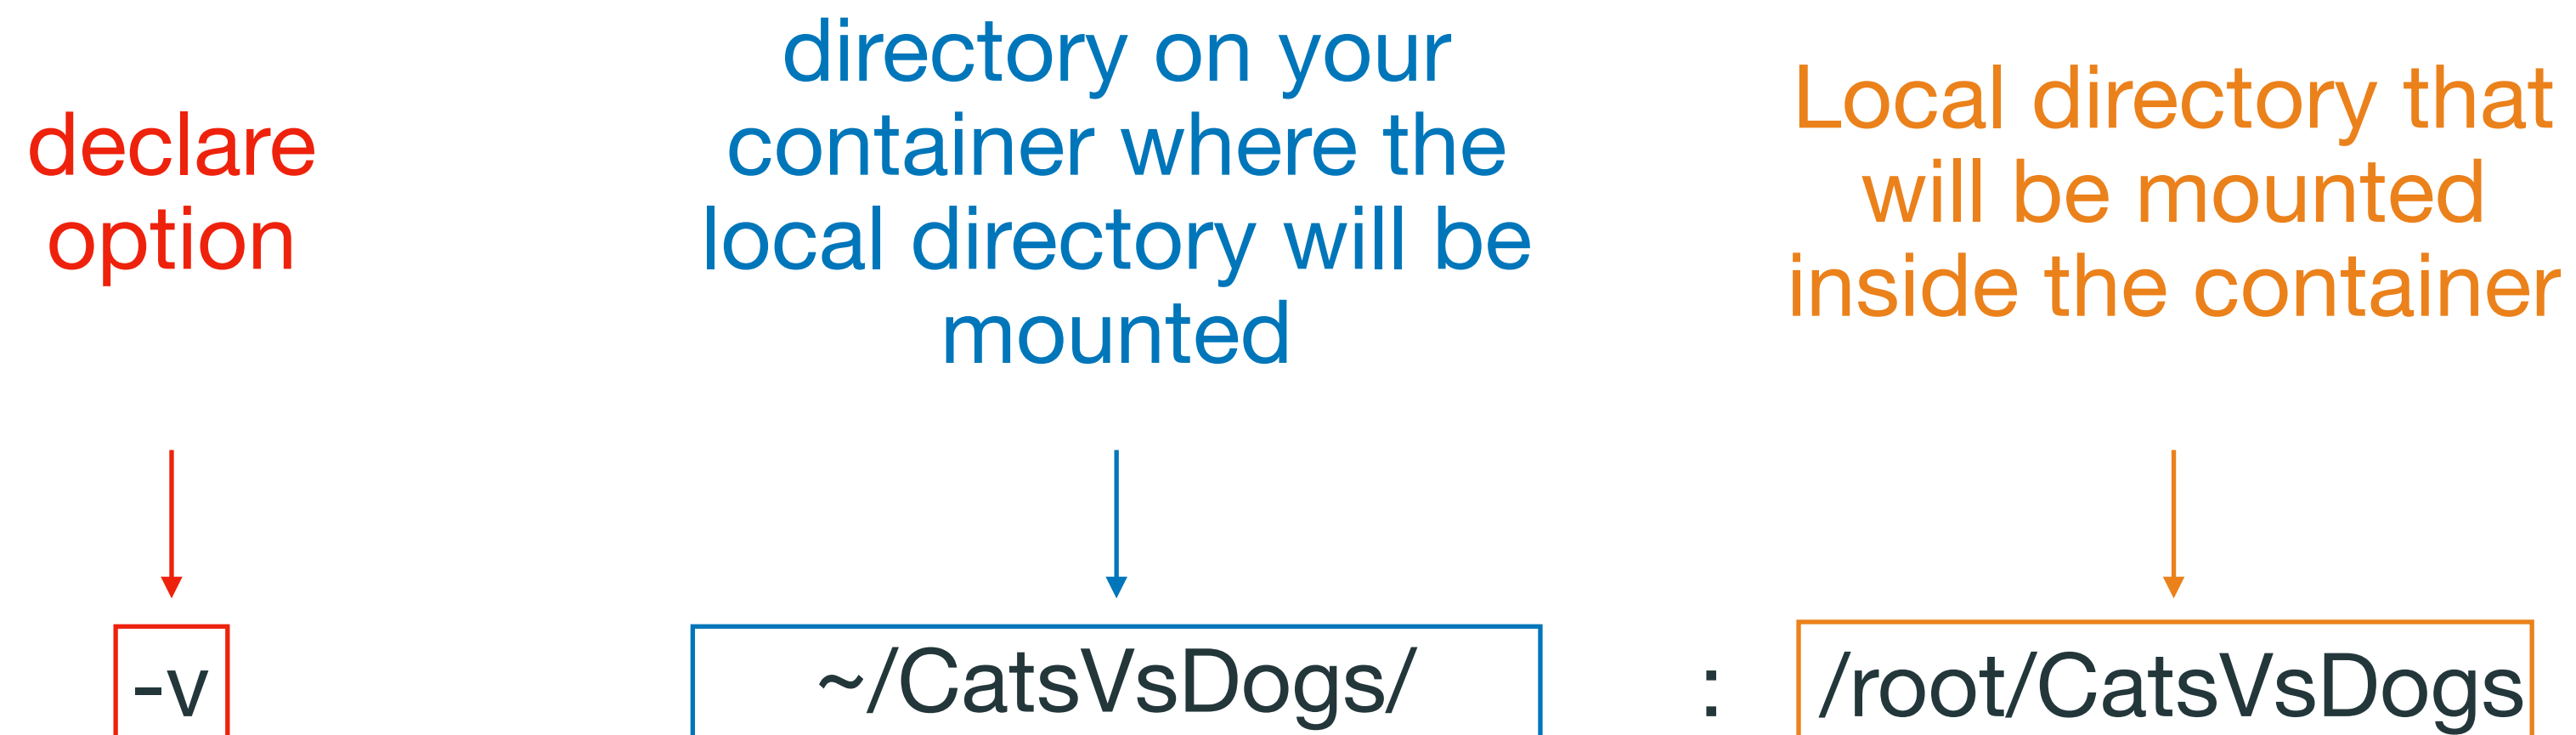 declare
option
directory on your
container where the
local directory will be
mounted
Local directory that
will be mounted
inside the container
-v
~/CatsVsDogs/
:
/root/CatsVsDogs